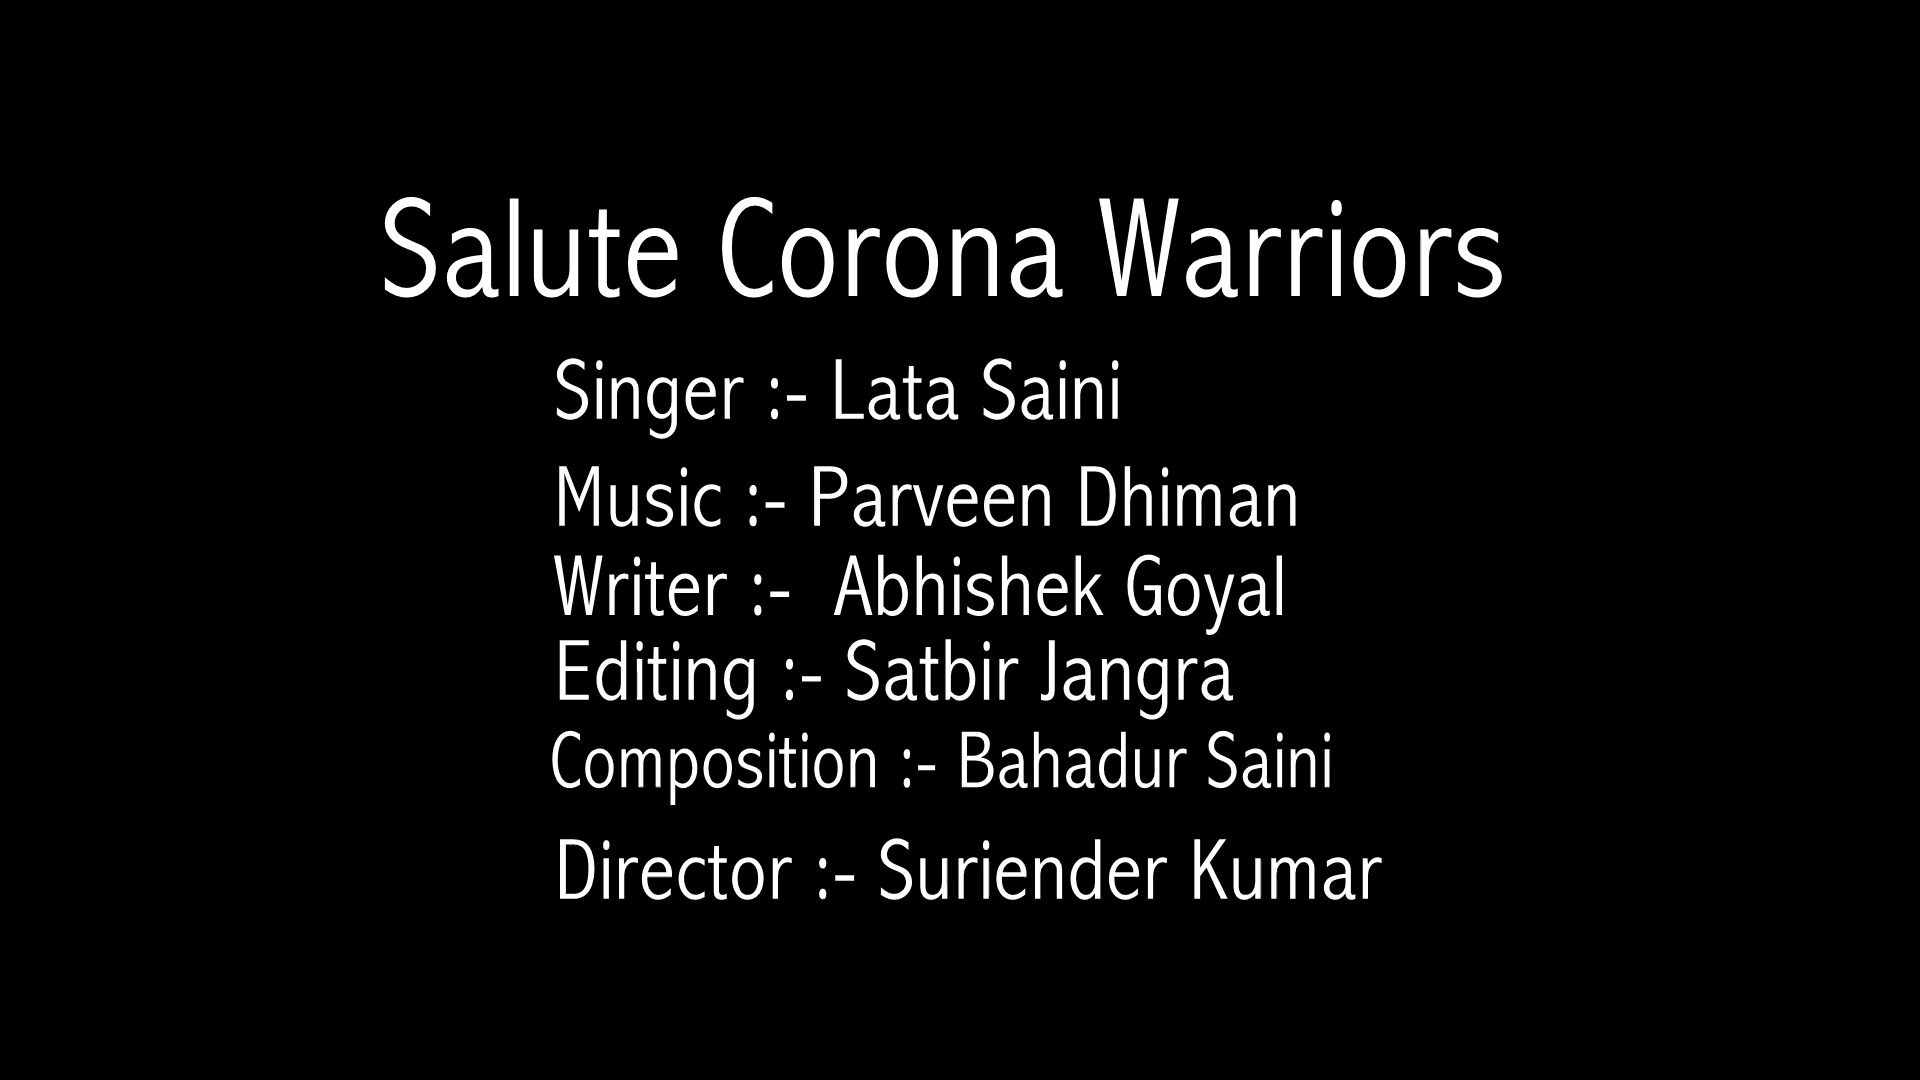 Salute Corona Warriors
Singer :- Lata Saini
Music :- Parveen Dhiman
Writer :-  Abhishek Goyal
Editing :- Satbir Jangra
Composition :- Bahadur Saini
Director :- Suriender Kumar